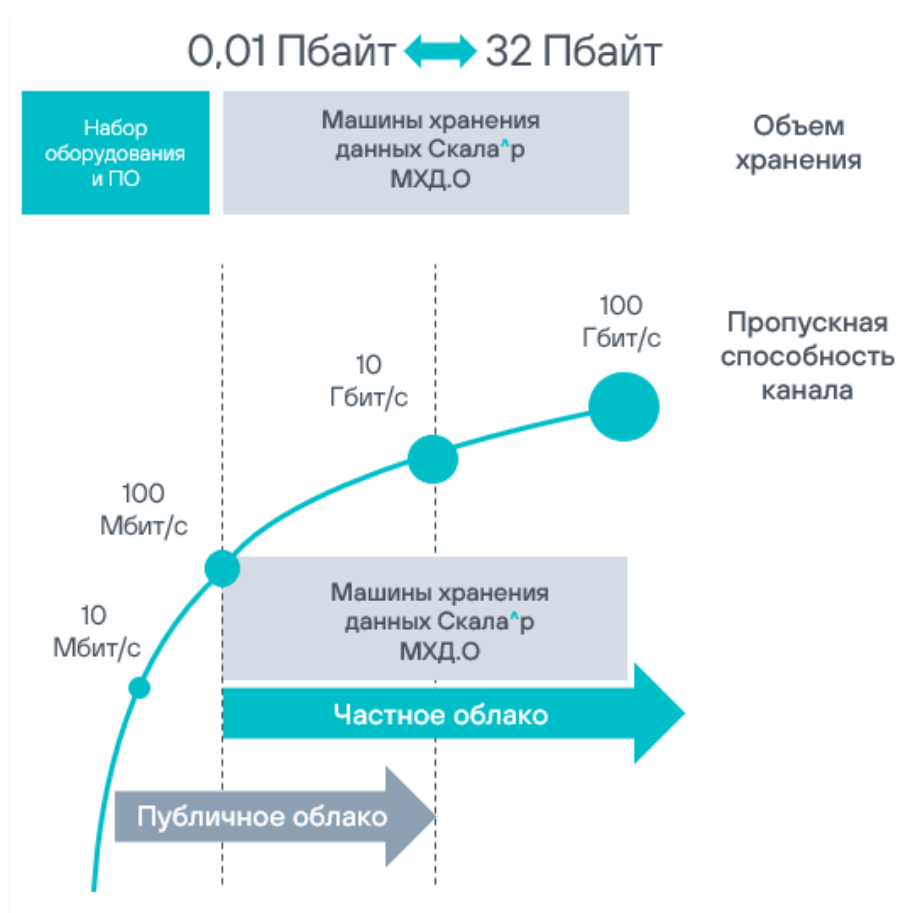 0,01 Пбайт 32 Пбайт
Набор
оборудования
и ПО
Машины хранения
данных Скала^р
МХД.О
Объем
хранения
100
Гбит/с
Пропускная
способность
канала
10
Гбит/с
100
Мбит/с
10
Мбит/с
Машины хранения
данных Скала^р
МХД.О
Частное облако
Публичное облако